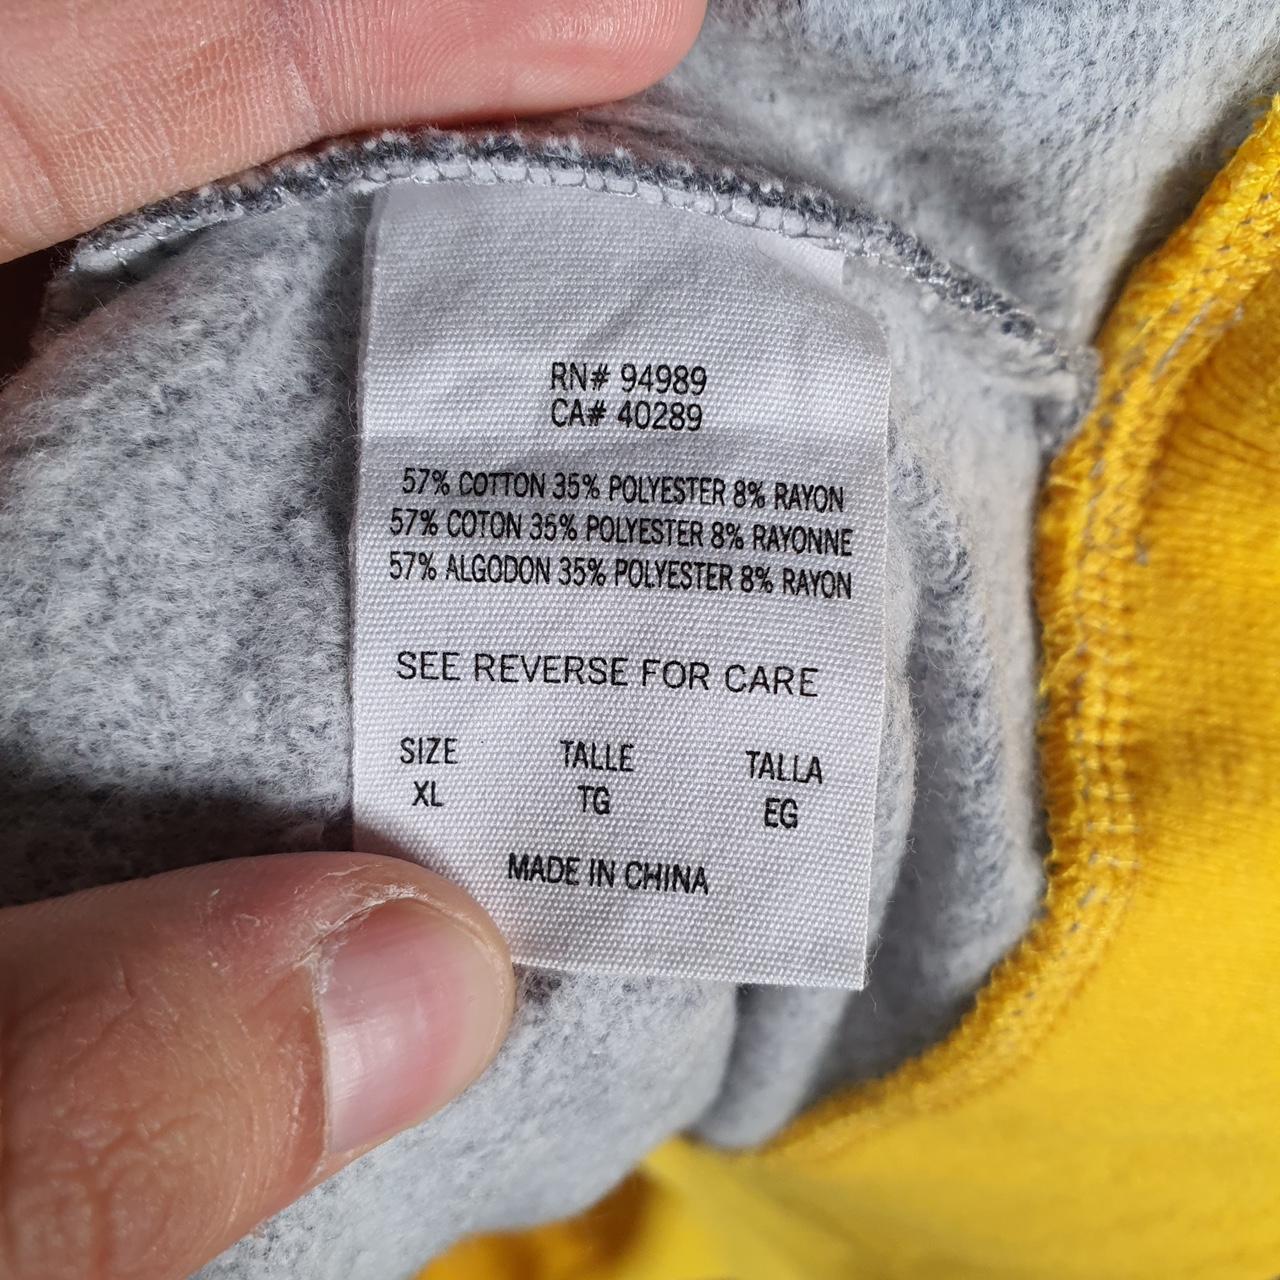 RN# 94989
CA# 40289
57% COTTON 35% POLYESTER 8% RAYON
57% COTON 35% POLYESTER 8% RAYONNE
57% ALGODON 35% POLYESTER 8% RAYON
SEE REVERSE FOR CARE
SIZE TALLE TALLA
XL TG EG
MADE IN CHINA